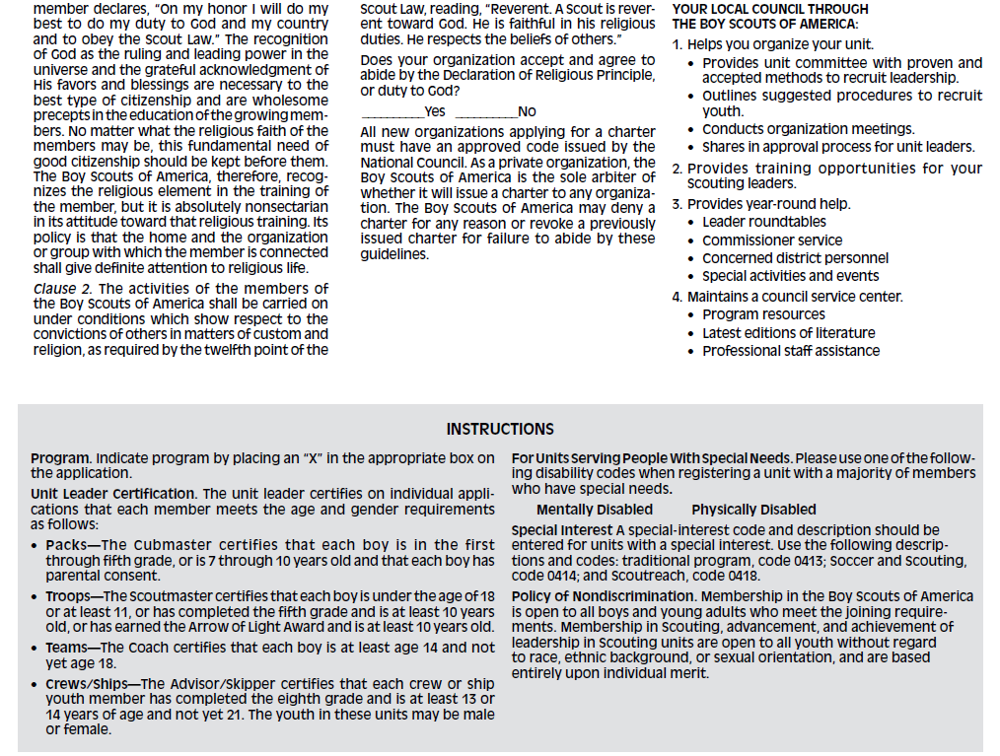 member declares, “On my honor I will do my
best to do my duty to God and my country
and to obey the Scout Law.” The recognition
of God as the ruling and leading power in the
universe and the grateful acknowledgment of
His favors and blessings are necessary to the
best type of citizenship and are wholesome
precepts in the education of the growing mem-
bers. No matter what the religious faith of the
members may be, this fundamental need of
good citizenship should be kept before them.
The Boy Scouts of America, therefore, recog-
nizes the religious element in the training of
the member, but it is absolutely nonsectarian
in its attitude toward that religious training. Its
policy is that the home and the organization
or group with which the member is connected
shall give definite attention to religious life.
Clause 2. The activities of the members of
the Boy Scouts of America shall be carried on
under conditions which show respect to the
convictions of others in matters of custom and
religion, as required by the twelfth point of the
Scout Law, reading, “Reverent. A Scout is rever-
ent toward God. He is faithful in his religious
duties. He respects the beliefs of others.”
Does your organization accept and agree to
abide by the Declaration of Religious Principle,
or duty to God?
__________Yes __________No
All new organizations applying for a charter
must have an approved code issued by the
National Council. As a private organization, the
Boy Scouts of America is the sole arbiter of
whether it will issue a charter to any organiza-
tion. The Boy Scouts of America may deny a
charter for any reason or revoke a previously
issued charter for failure to abide by these
guidelines.
YOUR LOCAL COUNCIL THROUGH
THE BOY SCOUTS OF AMERICA:
1. Helps you organize your unit.
• Provides unit committee with proven and
accepted methods to recruit leadership.
• Outlines suggested procedures to recruit
youth.
• Conducts organization meetings.
• Shares in approval process for unit leaders.
2. Provides training opportunities for your
Scouting leaders.
3. Provides year-round help.
• Leader roundtables
• Commissioner service
• Concerned district personnel
• Special activities and events
4. Maintains a council service center.
• Program resources
• Latest editions of literature
• Professional staff assistance
INSTRUCTIONS
Program. Indicate program by placing an “X” in the appropriate box on
the application.
Unit Leader Certification. The unit leader certifies on individual appli-
cations that each member meets the age and gender requirements
as follows:
• Packs—The Cubmaster certifies that each boy is in the first
through fifth grade, or is 7 through 10 years old and that each boy has
parental consent.
• Troops—The Scoutmaster certifies that each boy is under the age of 18
or at least 11, or has completed the fifth grade and is at least 10 years
old, or has earned the Arrow of Light Award and is at least 10 years old.
• Teams—The Coach certifies that each boy is at least age 14 and not
yet age 18.
• Crews/Ships—The Advisor/Skipper certifies that each crew or ship
youth member has completed the eighth grade and is at least 13 or
14 years of age and not yet 21. The youth in these units may be male
or female.
For Units Serving People With Special Needs. Please use one of the follow-
ing disability codes when registering a unit with a majority of members
who have special needs.
Mentally Disabled Physically Disabled
Special Interest A special-interest code and description should be
entered for units with a special interest. Use the following descrip-
tions and codes: traditional program, code 0413; Soccer and Scouting,
code 0414; and Scoutreach, code 0418.
Policy of Nondiscrimination. Membership in the Boy Scouts of America
is open to all boys and young adults who meet the joining require-
ments. Membership in Scouting, advancement, and achievement of
leadership in Scouting units are open to all youth without regard
to race, ethnic background, or sexual orientation, and are based
entirely upon individual merit.